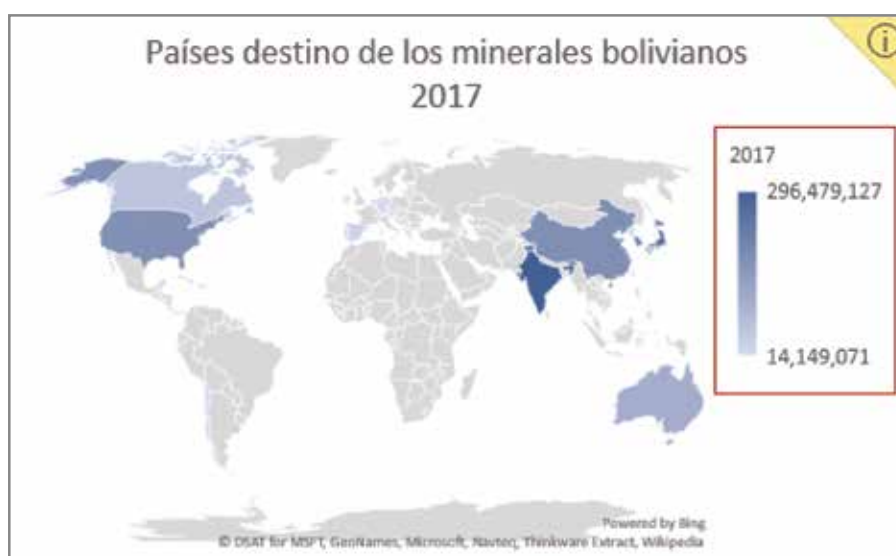 Países destino de los minerales bolivianos
2017
i
2017
296,479,127
14,149,071
Powered by Bing
© DSAT for MSFT, GeoNames, Microsoft, Navteq, Thinkware Extract, Wikipedia